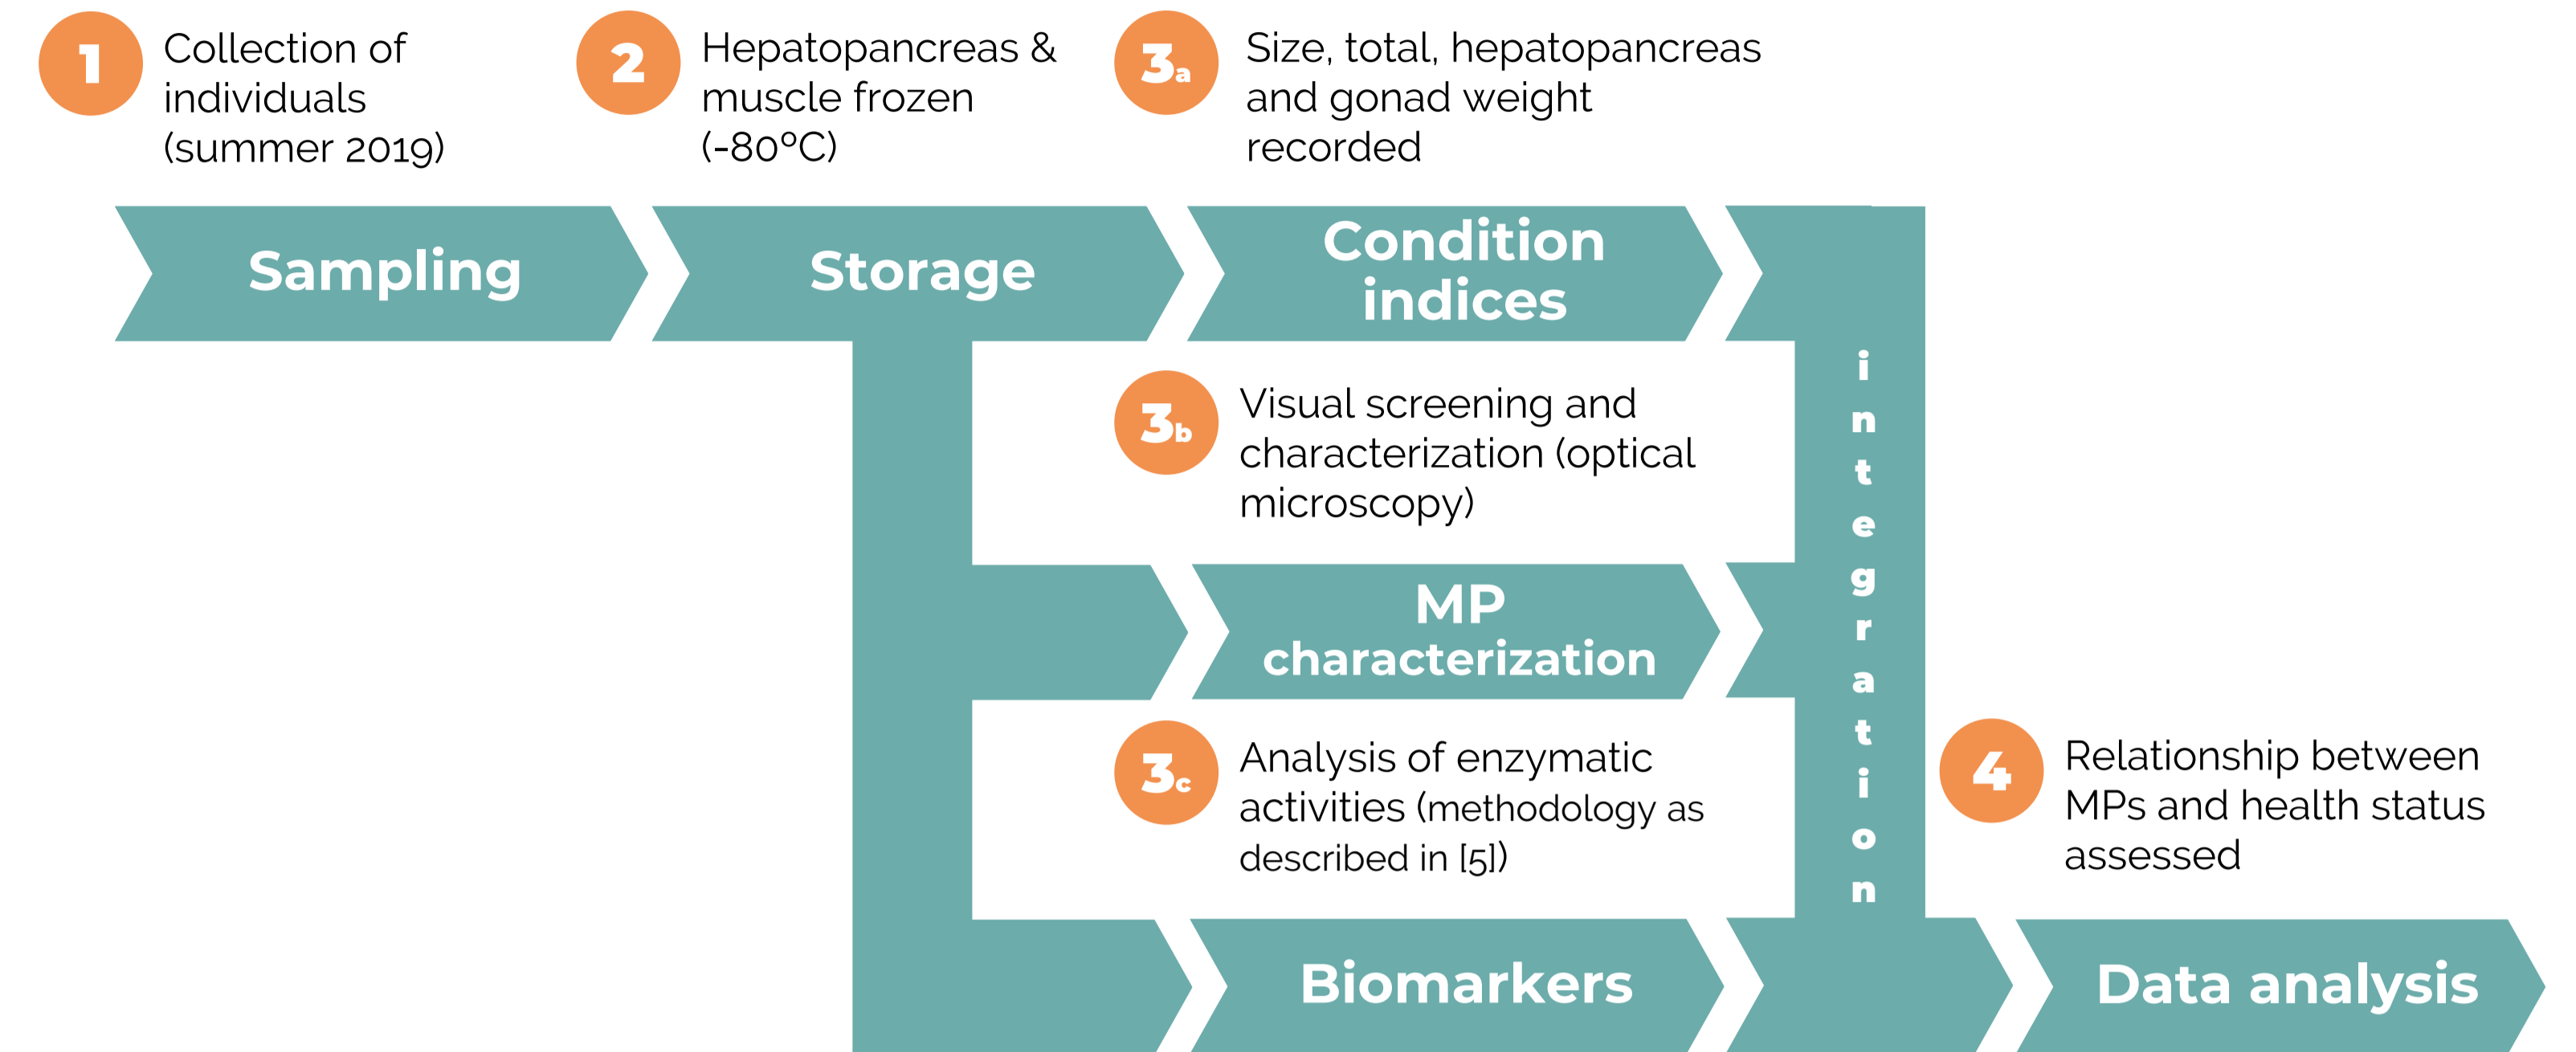 1
Collection of
individuals
(summer 2019)
2
Hepatopancreas &
muscle frozen
(-80ºC)
3a
Size, total, hepatopancreas
and gonad weight
recorded
Sampling
Storage
Condition
indices
3b
Visual screening and
characterization (optical
microscopy)
MP
characterization
3c
Analysis of enzymatic
activities (methodology as
described in [5])
Biomarkers
integration
4
Relationship between
MPs and health status
assessed
Data analysis